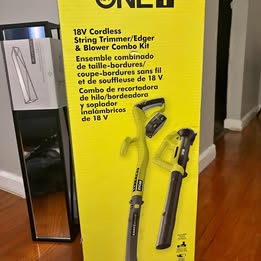 ONE+
18V Cordless
String Trimmer/Edger
& Blower Combo Kit
Ensemble combinado
de taille-bordures/
coupe-bordures sans fil
et de souffleuse de 18 V
Combo de recortadora
de hilo/bordeadora
y soplador
inalámbricos
de 18 V